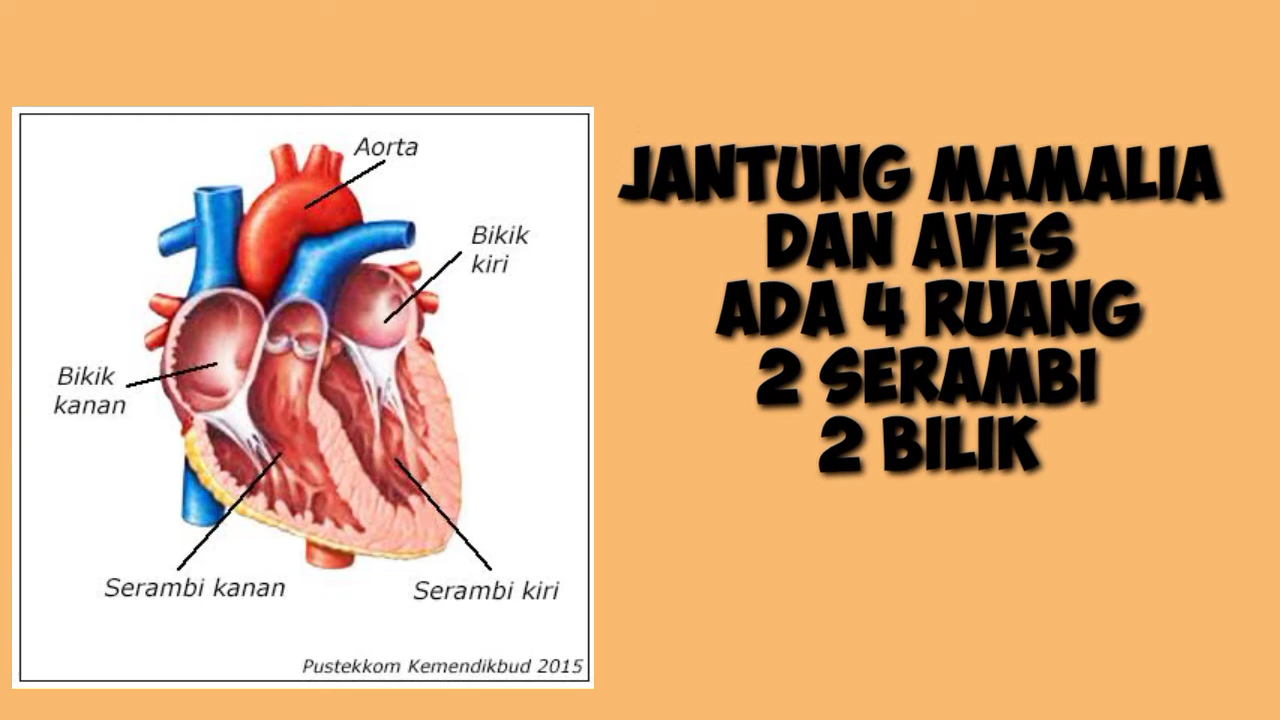 Aorta
Bikik
kiri
Bikik
kanan
Serambi kanan
Serambi kiri
Pustekkom Kemendikbud 2015
JANTUNG MAMALIA
DAN AVES
ADA 4 RUANG
2 SERAMBI
2 BILIK